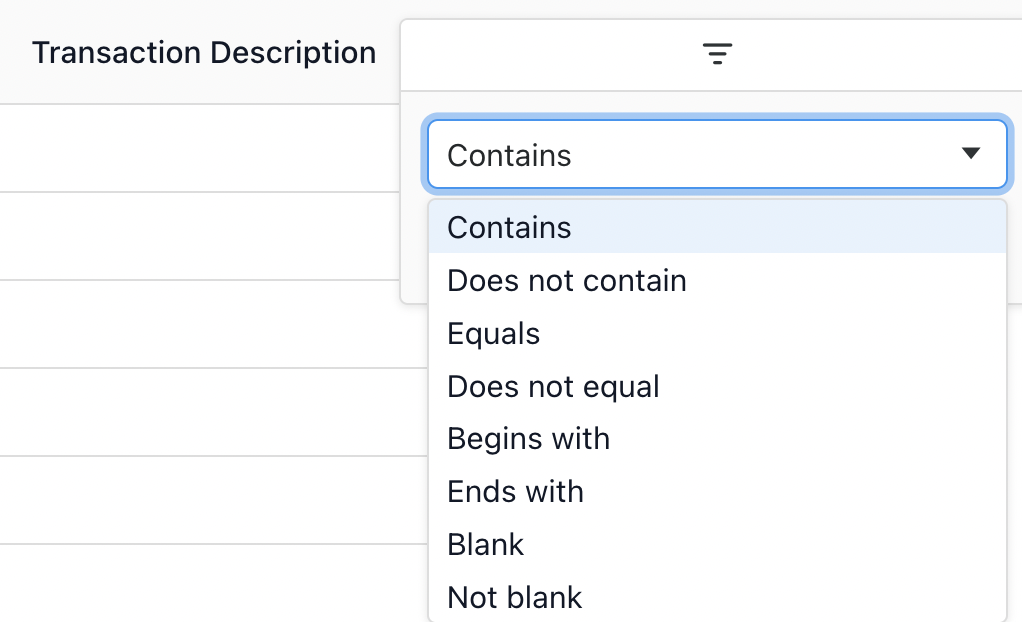 Transaction Description
Contains
Contains
Does not contain
Equals
Does not equal
Begins with
Ends with
Blank
Not blank